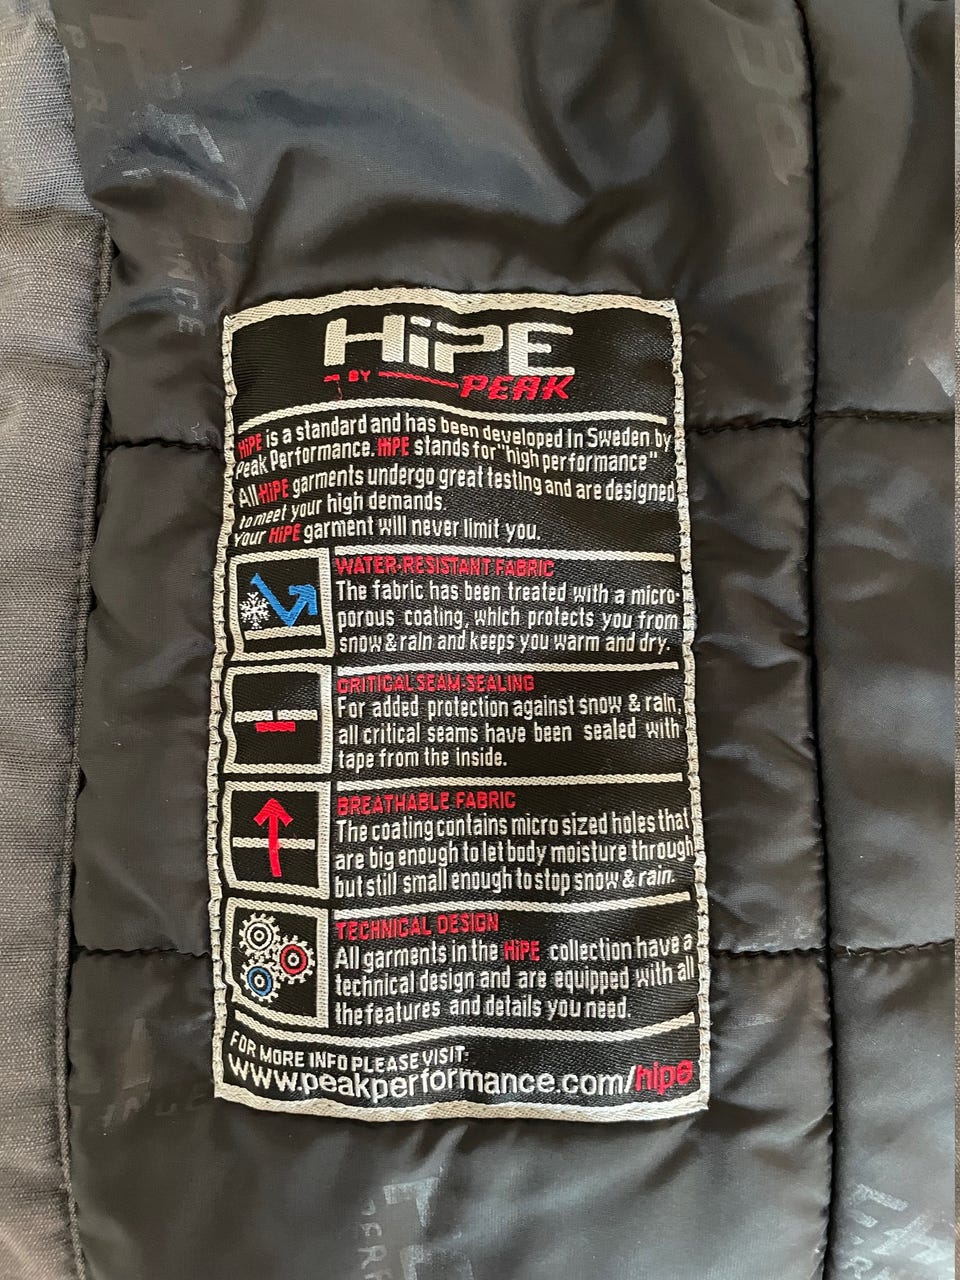 HiPE
BY PEAK
HiPE is a standard and has been developed in Sweden by
Peak Performance. HiPE stands for "high performance"
All HiPE garments undergo great testing and are designed
to meet your high demands.
Your HiPE garment will never limit you.
WATER-RESISTANT FABRIC
The fabric has been treated with a micro-
porous coating, which protects you from
snow & rain and keeps you warm and dry.
CRITICAL SEAM-SEALING
For added protection against snow & rain,
all critical seams have been sealed with
tape from the inside.
BREATHABLE FABRIC
The coating contains micro sized holes that
are big enough to let body moisture through
but still small enough to stop snow & rain.
TECHNICAL DESIGN
All garments in the HiPE collection have a
technical design and are equipped with all
the features and details you need.
FOR MORE INFO PLEASE VISIT:
www.peakperformance.com/hipe